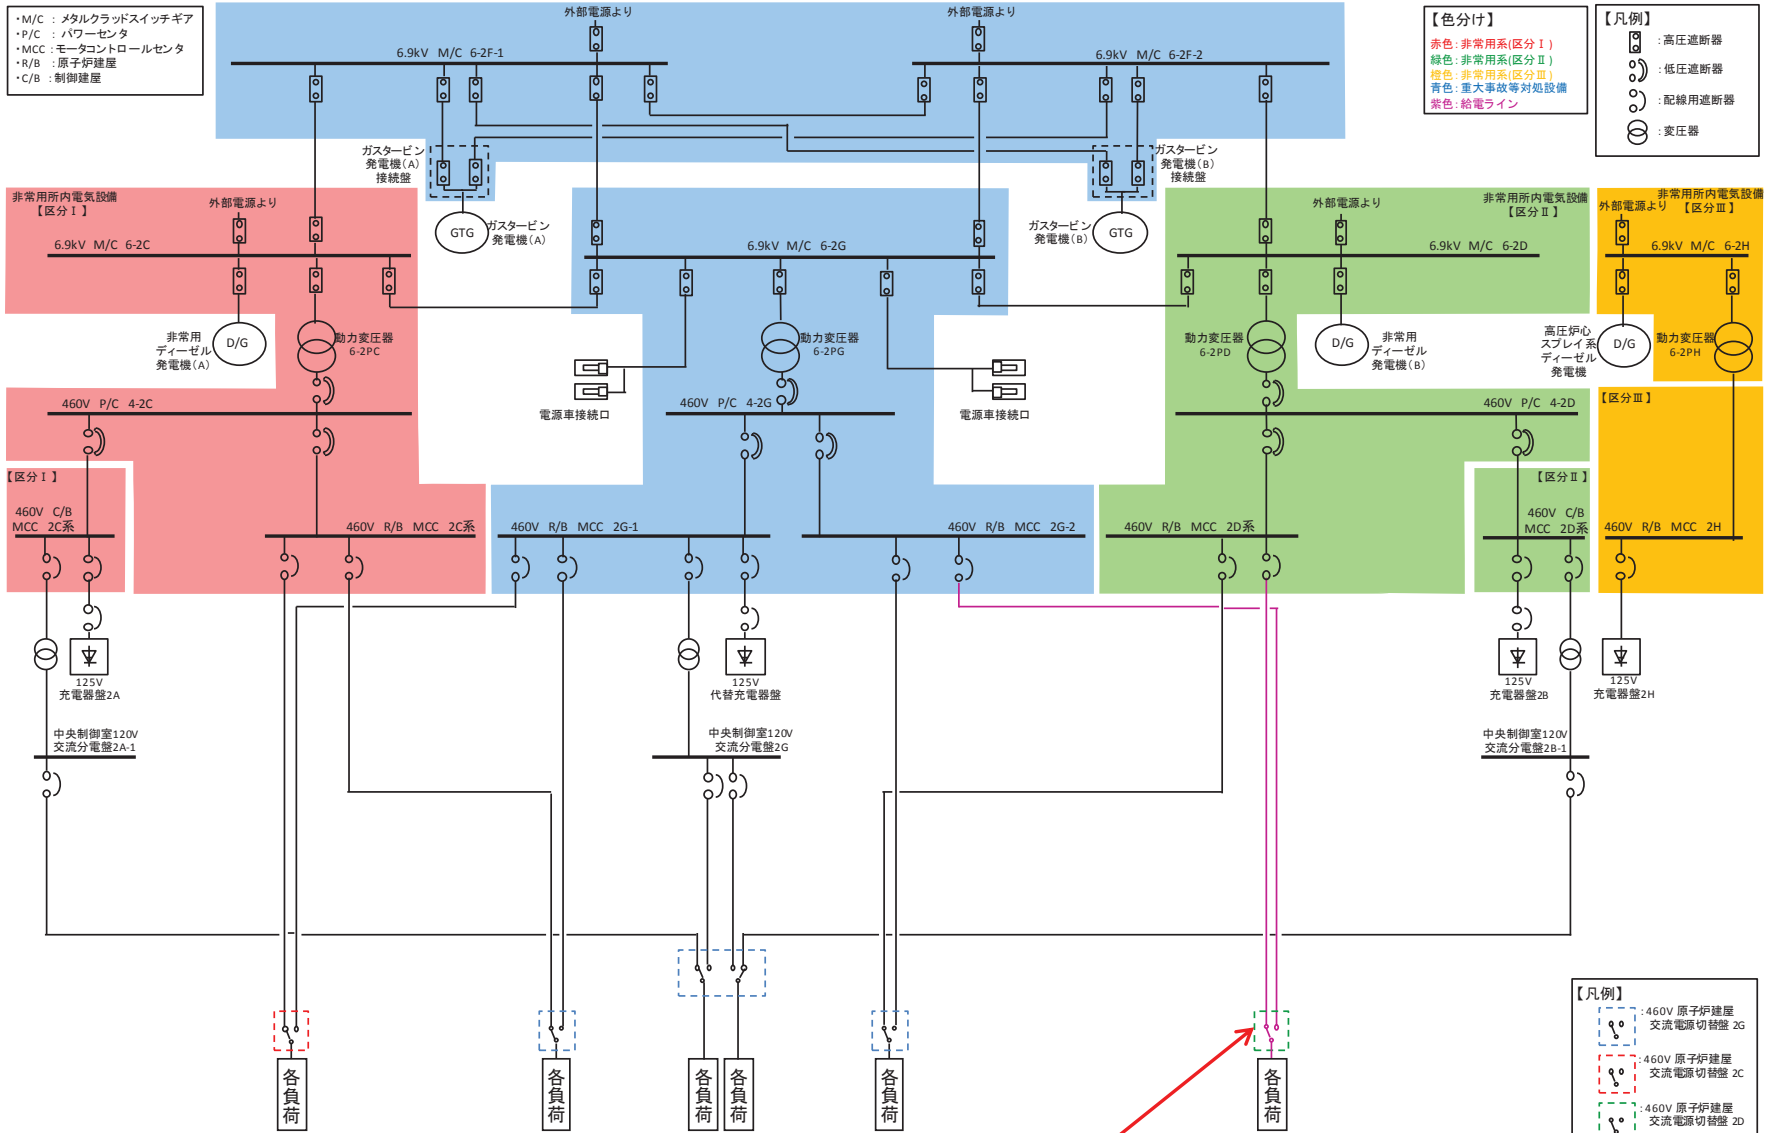 ・M/C ： メタルクラッドスイッチギア
・P/C ： パワーセンタ
・MCC ：モータコントロールセンタ
・R/B ：原子炉建屋
・C/B ：制御建屋
外部電源より
外部電源より
6.9kV M/C 6-2F-1
6.9kV M/C 6-2F-2
【色分け】
赤色：非常用系(区分Ⅰ)
緑色：非常用系(区分Ⅱ)
橙色：非常用系(区分Ⅲ)
青色：重大事故等対処設備
紫色：給電ライン
【凡例】
：高圧遮断器
：低圧遮断器
：配線用遮断器
：変圧器
ガスタービン
発電機(A)
接続盤
ガスタービン
発電機(B)
接続盤
GTG
ガスタービン
発電機(A)
ガスタービン
発電機(B)
GTG
非常用所内電気設備
【区分Ⅰ】
外部電源より
6.9kV M/C 6-2C
6.9kV M/C 6-2G
外部電源より
非常用所内電気設備
【区分Ⅱ】
6.9kV M/C 6-2D
非常用所内電気設備
外部電源より
【区分Ⅲ】
6.9kV M/C 6-2H
非常用
ディーゼル
発電機(A)
D/G
動力変圧器
6-2PC
動力変圧器
6-2PG
動力変圧器
6-2PD
D/G
非常用
ディーゼル
発電機(B)
高圧炉心
スプレイ系
ディーゼル
発電機
D/G
動力変圧器
6-2PH
電源車接続口
電源車接続口
460V P/C 4-2C
460V P/C 4-2G
460V P/C 4-2D
【区分Ⅲ】
【区分Ⅰ】
460V C/B
MCC 2C系
460V R/B MCC 2C系
460V R/B MCC 2G-1
460V R/B MCC 2G-2
460V R/B MCC 2D系
【区分Ⅱ】
460V C/B
MCC 2D系
460V R/B MCC 2H
125V
充電器盤2A
125V
代替充電器盤
125V
充電器盤2B
125V
充電器盤2H
中央制御室120V
交流分電盤2A-1
中央制御室120V
交流分電盤2G
中央制御室120V
交流分電盤2B-1
各負荷
各負荷
各負荷
各負荷
各負荷
各負荷
【凡例】
：460V 原子炉建屋
交流電源切替盤 2G
：460V 原子炉建屋
交流電源切替盤 2C
：460V 原子炉建屋
交流電源切替盤 2D